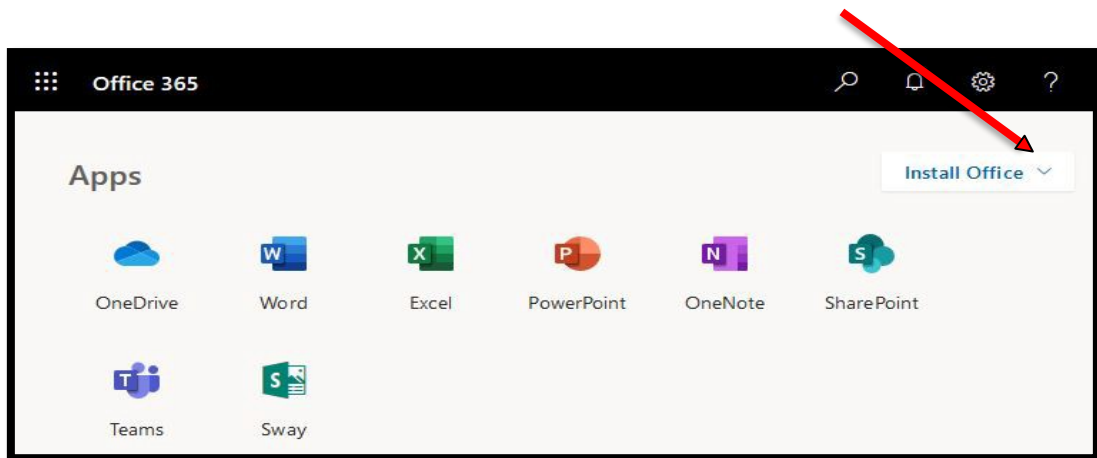 Office 365
?
Apps
Install Office
W
X
P
N
S
OneDrive
Word
Excel
PowerPoint
OneNote
SharePoint
T
S
Teams
Sway